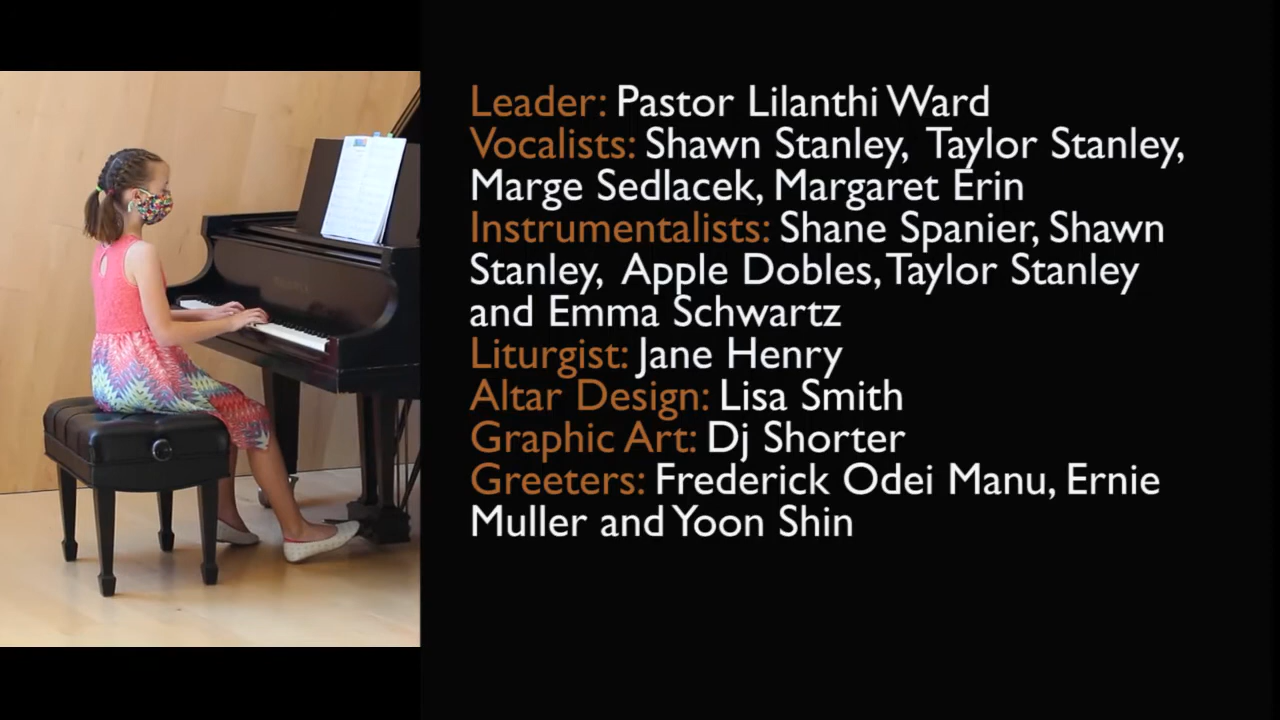 Leader: Pastor Lilanthi Ward
Vocalists: Shawn Stanley, Taylor Stanley,
Marge Sedlacek, Margaret Erin
Instrumentalists: Shane Spanier, Shawn
Stanley, Apple Dobles, Taylor Stanley
and Emma Schwartz
Liturgist: Jane Henry
Altar Design: Lisa Smith
Graphic Art: Dj Shorter
Greeters: Frederick Odei Manu, Ernie
Muller and Yoon Shin